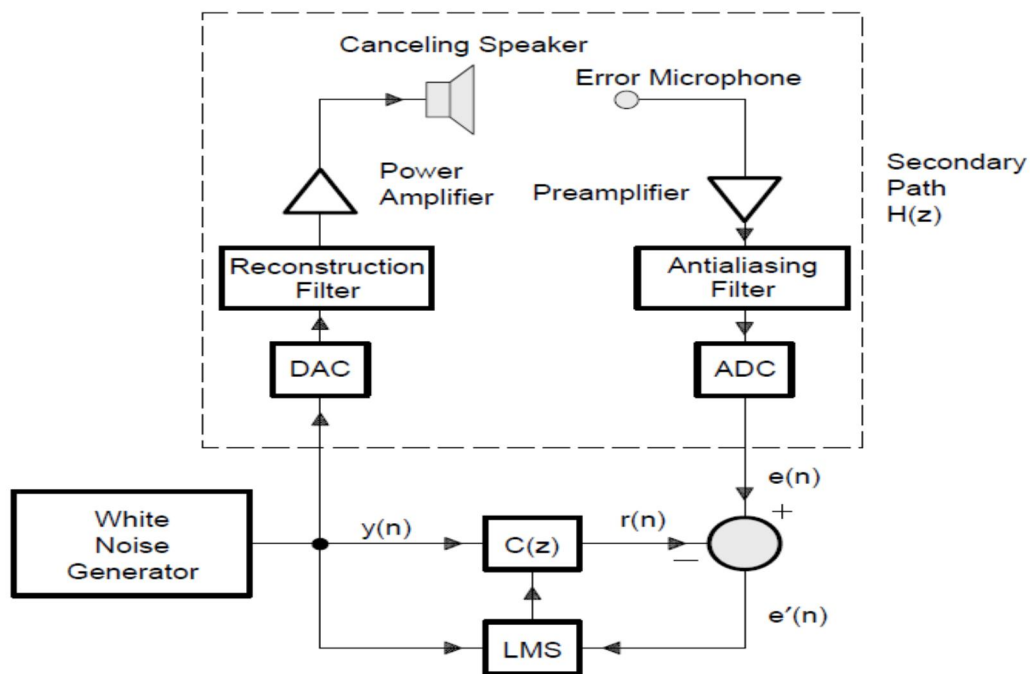 Canceling Speaker
Error Microphone
Power
Amplifier
Preamplifier
Secondary
Path
H(z)
Reconstruction
Filter
Antialiasing
Filter
DAC
ADC
e(n)
+
White
Noise
Generator
y(n)
C(z)
r(n)
−
e′(n)
LMS